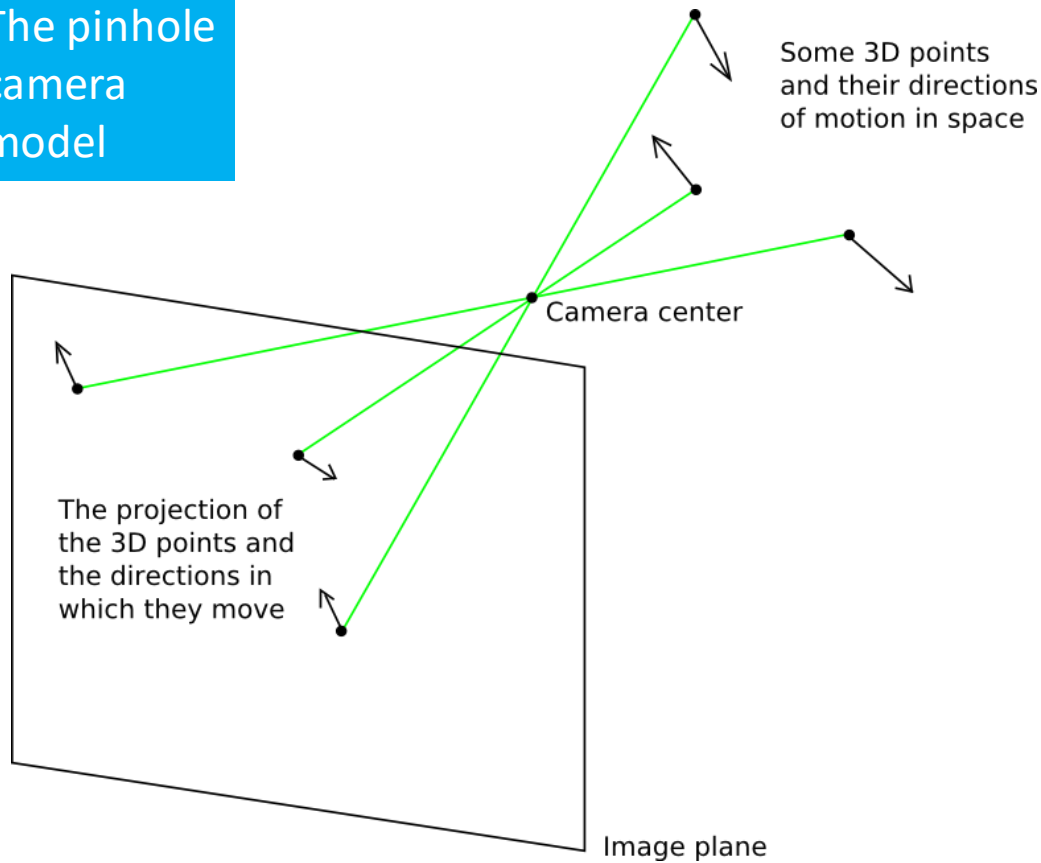 The pinhole
camera
model
Some 3D points
and their directions
of motion in space
Camera center
The projection of
the 3D points and
the directions in
which they move
Image plane